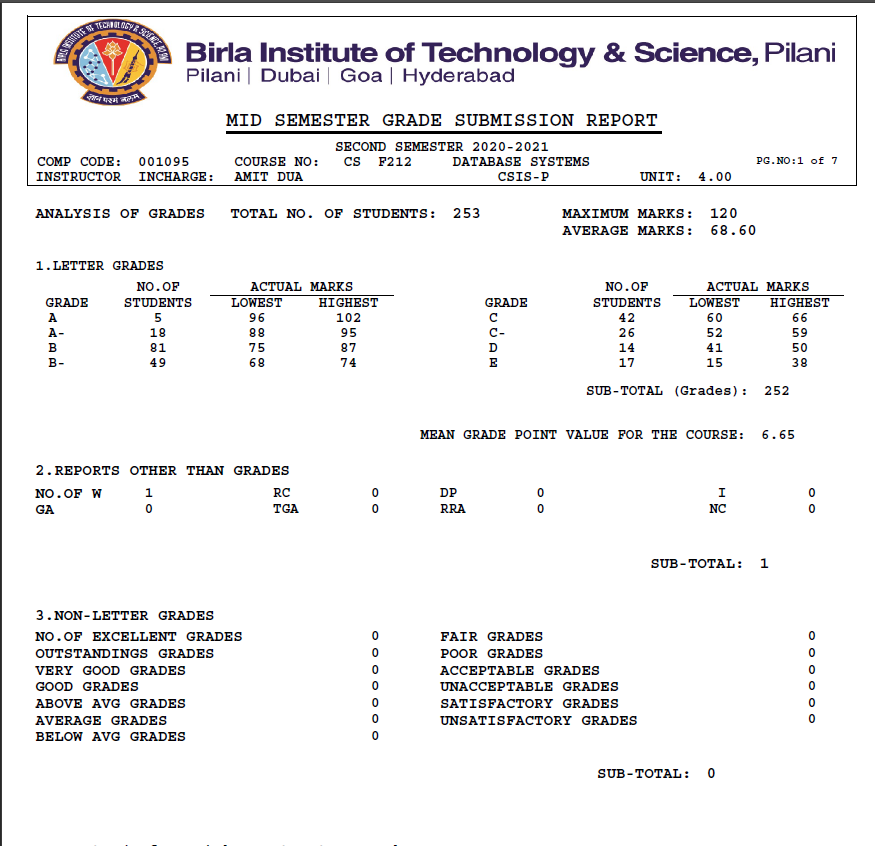 BIRLA INSTITUTE OF TECHNOLOGY & SCIENCE PILANI
ज्ञानं परमं बलम्
Birla Institute of Technology & Science, Pilani
Pilani | Dubai | Goa | Hyderabad
MID SEMESTER GRADE SUBMISSION REPORT
SECOND SEMESTER 2020-2021
COMP CODE: 001095 COURSE NO: CS F212 DATABASE SYSTEMS PG.NO:1 of 7
INSTRUCTOR INCHARGE: AMIT DUA CSIS-P UNIT: 4.00
ANALYSIS OF GRADES TOTAL NO. OF STUDENTS: 253 MAXIMUM MARKS: 120
AVERAGE MARKS: 68.60
1.LETTER GRADES
NO.OF ACTUAL MARKS NO.OF ACTUAL MARKS
GRADE STUDENTS LOWEST HIGHEST GRADE STUDENTS LOWEST HIGHEST
A 5 96 102 C 42 60 66
A- 18 88 95 C- 26 52 59
B 81 75 87 D 14 41 50
B- 49 68 74 E 17 15 38
SUB-TOTAL (Grades): 252
MEAN GRADE POINT VALUE FOR THE COURSE: 6.65
2.REPORTS OTHER THAN GRADES
NO.OF W 1 RC 0 DP 0 I 0
GA 0 TGA 0 RRA 0 NC 0
SUB-TOTAL: 1
3.NON-LETTER GRADES
NO.OF EXCELLENT GRADES 0 FAIR GRADES 0
OUTSTANDINGS GRADES 0 POOR GRADES 0
VERY GOOD GRADES 0 ACCEPTABLE GRADES 0
GOOD GRADES 0 UNACCEPTABLE GRADES 0
ABOVE AVG GRADES 0 SATISFACTORY GRADES 0
AVERAGE GRADES 0 UNSATISFACTORY GRADES 0
BELOW AVG GRADES 0
SUB-TOTAL: 0